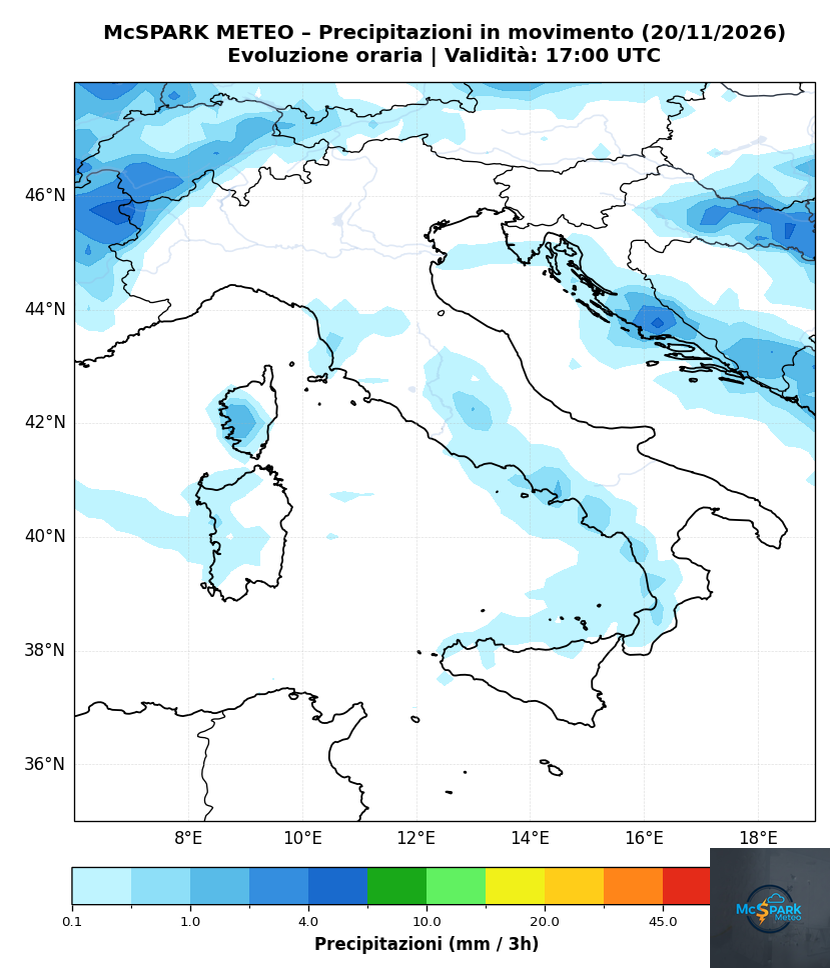 McSPARK METEO – Precipitazioni in movimento (20/11/2026)
Evoluzione oraria | Validità: 17:00 UTC
46°N
44°N
42°N
40°N
38°N
36°N
8°E 10°E 12°E 14°E 16°E 18°E
0.1 1.0 4.0 10.0 20.0 45.0
Precipitazioni (mm / 3h)
McSPARK
Meteo